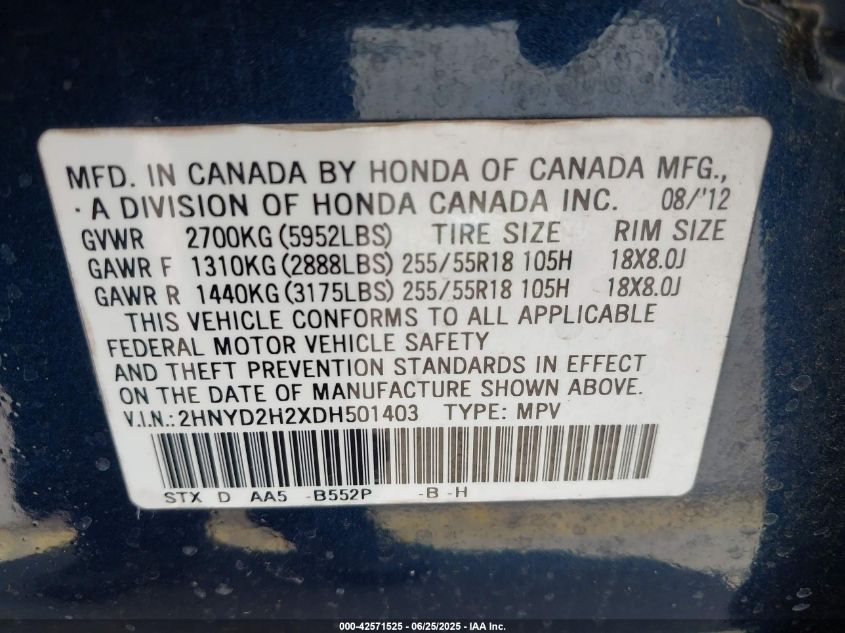 MFD. IN CANADA BY HONDA OF CANADA MFG.,
· A DIVISION OF HONDA CANADA INC. 08/'12
GVWR 2700KG (5952LBS) TIRE SIZE RIM SIZE
GAWR F 1310KG (2888LBS) 255/55R18 105H 18X8.0J
GAWR R 1440KG (3175LBS) 255/55R18 105H 18X8.0J
THIS VEHICLE CONFORMS TO ALL APPLICABLE
FEDERAL MOTOR VEHICLE SAFETY
AND THEFT PREVENTION STANDARDS IN EFFECT
ON THE DATE OF MANUFACTURE SHOWN ABOVE.
V.I.N.: 2HNYD2H2XDH501403 TYPE: MPV
STX D AA5 -B552P -B -H
000-42571525 - 06/25/2025 - IAA Inc.